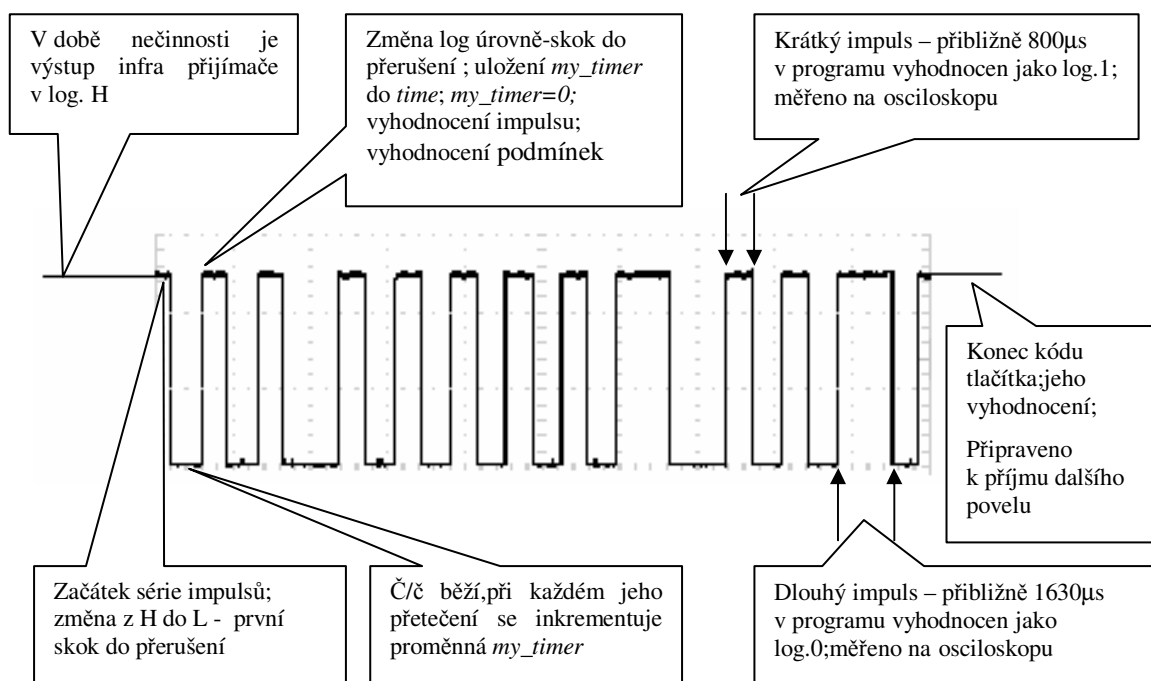 V době nečinnosti je
výstup infra přijímače
v log. H
Změna log úrovně-skok do
přerušení ; uložení my_timer
do time; my_timer=0;
vyhodnocení impulsu;
vyhodnocení podmínek
Krátký impuls – přibližně 800µs
v programu vyhodnocen jako log.1;
měřeno na osciloskopu
Konec kódu
tlačítka;jeho
vyhodnocení;
Připraveno
k příjmu dalšího
povelu
Začátek série impulsů;
změna z H do L - první
skok do přerušení
Č/č běží,při každém jeho
přetečení se inkrementuje
proměnná my_timer
Dlouhý impuls – přibližně 1630µs
v programu vyhodnocen jako
log.0;měřeno na osciloskopu